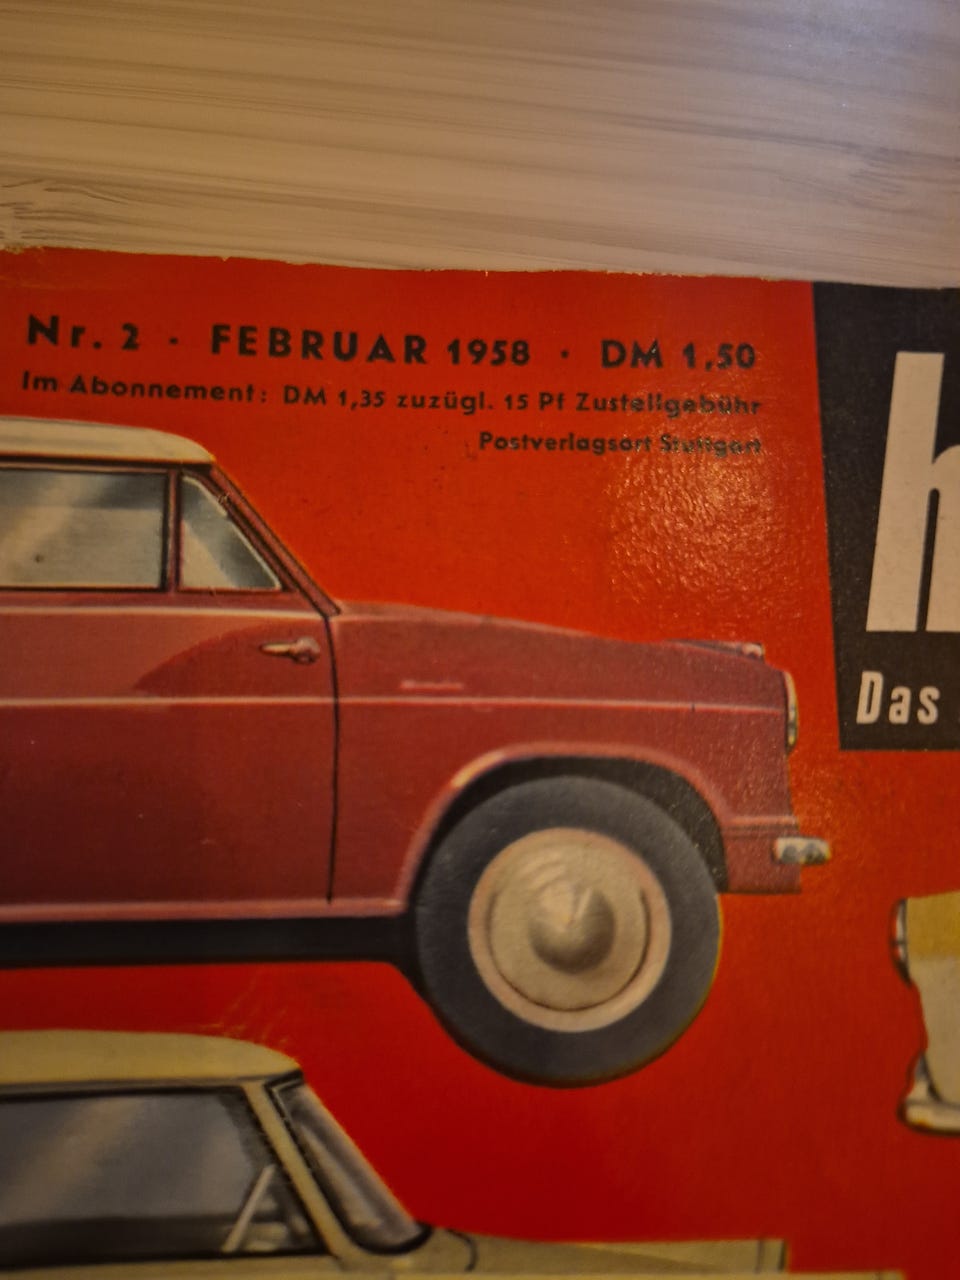 Nr. 2 · FEBRUAR 1958 · DM 1,50
Im Abonnement: DM 1,35 zuzügl. 15 Pf Zustellgebühr
Postverlagsort Stuttgart
h
Das